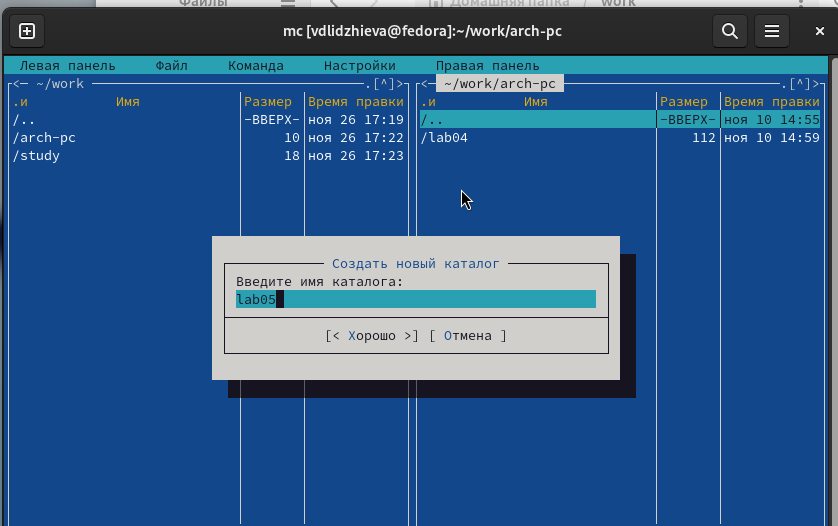 Файлы
Домашняя папка / work
mc [vdlidzhieva@fedora]:~/work/arch-pc
Левая панель Файл Команда Настройки Правая панель
<─ ~/work .[^]> <─ ~/work/arch-pc .[^]>
.и Имя Размер Время правки .и Имя Размер Время правки
/.. -ВВЕРХ- ноя 26 17:19 /.. -ВВЕРХ- ноя 10 14:55
/arch-pc 10 ноя 26 17:22 /lab04 112 ноя 10 14:59
/study 18 ноя 26 17:23
Создать новый каталог
Введите имя каталога:
lab05
[< Хорошо >] [ Отмена ]